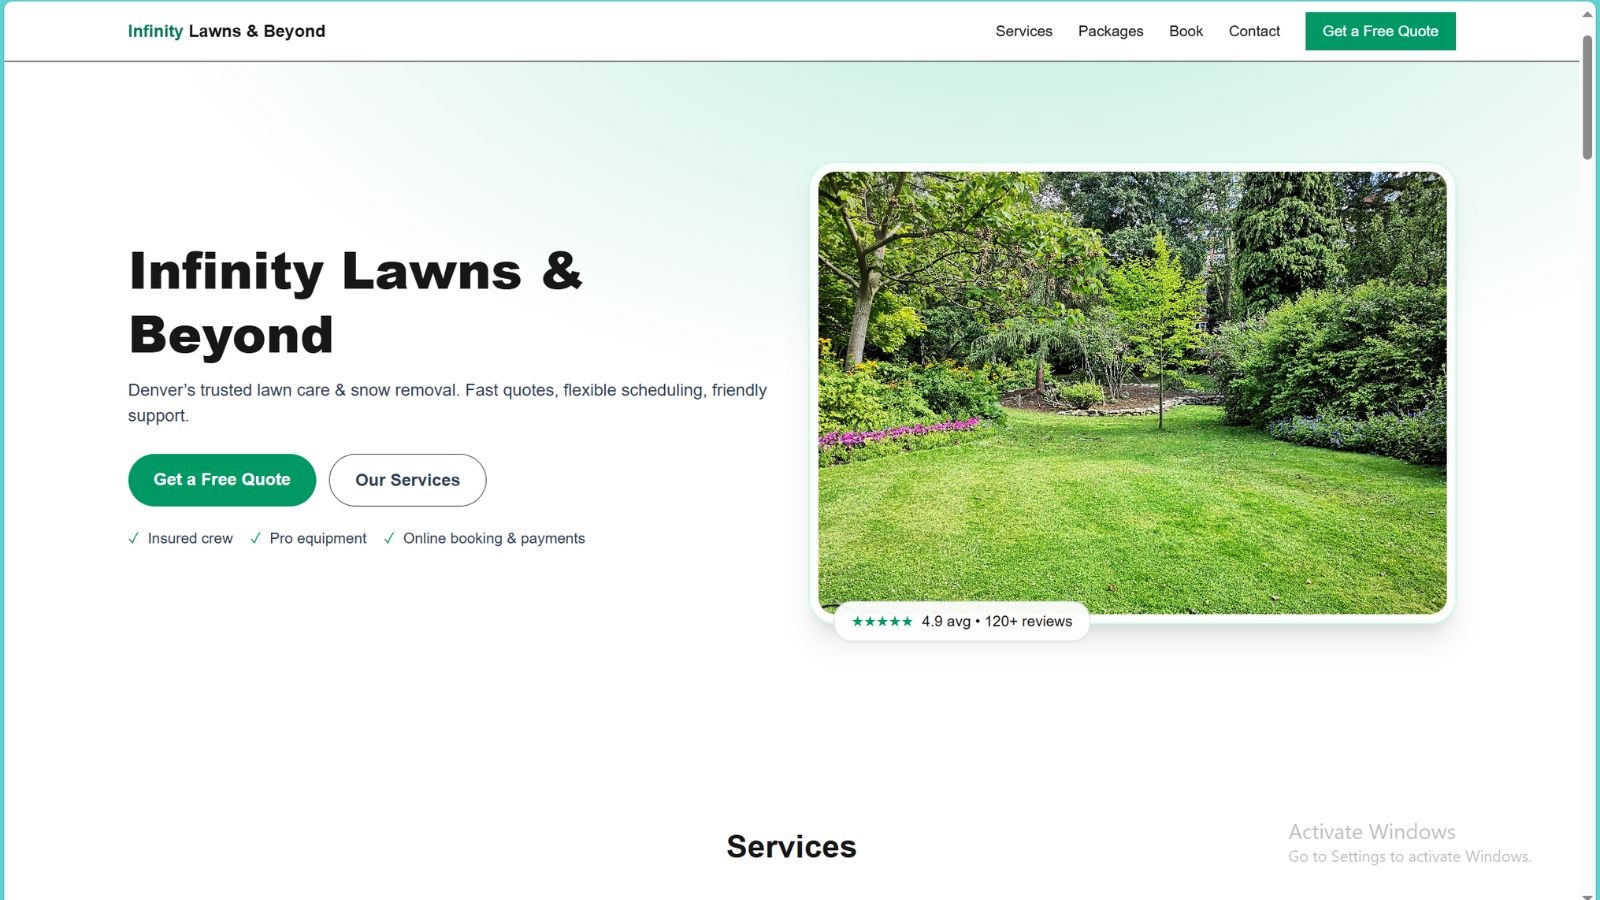 Infinity Lawns & Beyond
Services Packages Book Contact Get a Free Quote
Infinity Lawns &
Beyond
Denver’s trusted lawn care & snow removal. Fast quotes, flexible scheduling, friendly
support.
Get a Free Quote Our Services
✓ Insured crew ✓ Pro equipment ✓ Online booking & payments
★★★★★ 4.9 avg • 120+ reviews
Services
Activate Windows
Go to Settings to activate Windows.